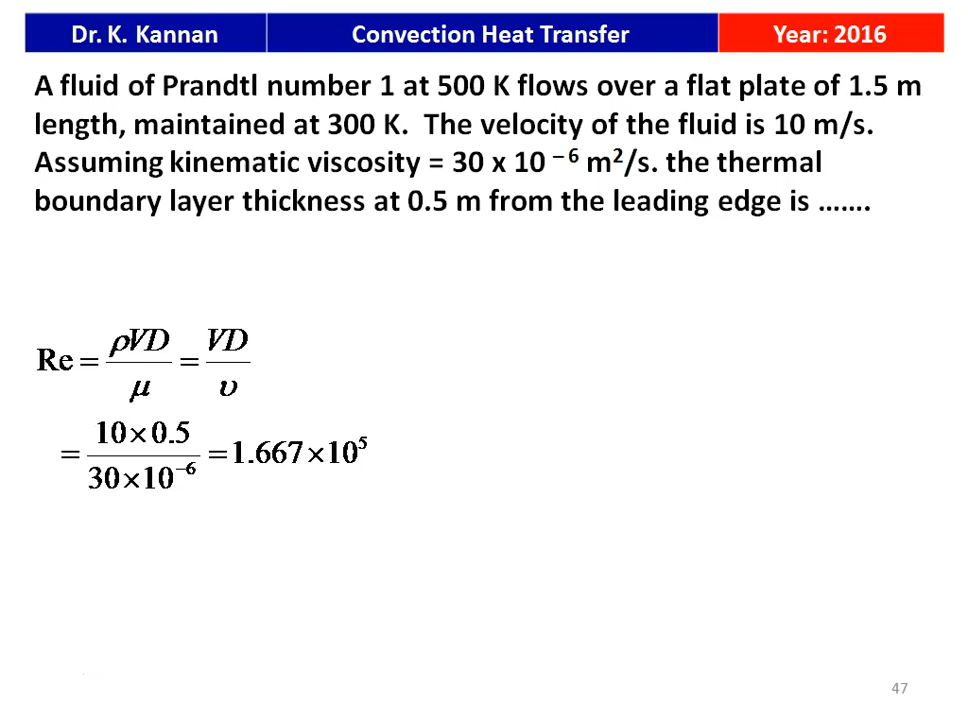 Dr. K. Kannan Convection Heat Transfer Year: 2016
A fluid of Prandtl number 1 at 500 K flows over a flat plate of 1.5 m
length, maintained at 300 K. The velocity of the fluid is 10 m/s.
Assuming kinematic viscosity = 30 x 10 ⁻ ⁶ m²/s. the thermal
boundary layer thickness at 0.5 m from the leading edge is …….
Re = ρVD / μ = VD / υ
= 10×0.5 / 30×10⁻⁶ = 1.667×10⁵
47